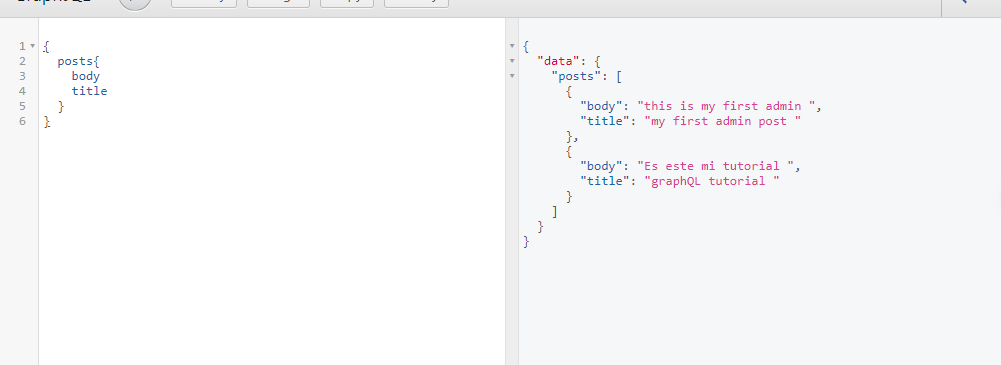 1 {
2 posts{
3 body
4 title
5 }
6 }
{
"data": {
"posts": [
{
"body": "this is my first admin ",
"title": "my first admin post "
},
{
"body": "Es este mi tutorial ",
"title": "graphQL tutorial "
}
]
}
}